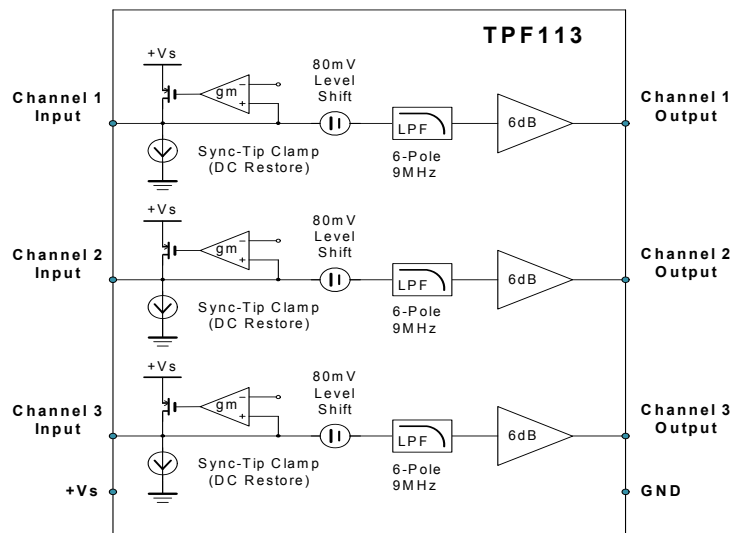 TPF113
+Vs
80mV
Level
Shift
Channel 1
Input
gm
−
+
LPF
6dB
Channel 1
Output
Sync-Tip Clamp
(DC Restore)
6-Pole
9MHz
+Vs
80mV
Level
Shift
Channel 2
Input
gm
−
+
LPF
6dB
Channel 2
Output
Sync-Tip Clamp
(DC Restore)
6-Pole
9MHz
+Vs
80mV
Level
Shift
Channel 3
Input
gm
−
+
LPF
6dB
Channel 3
Output
Sync-Tip Clamp
(DC Restore)
6-Pole
9MHz
+Vs
GND